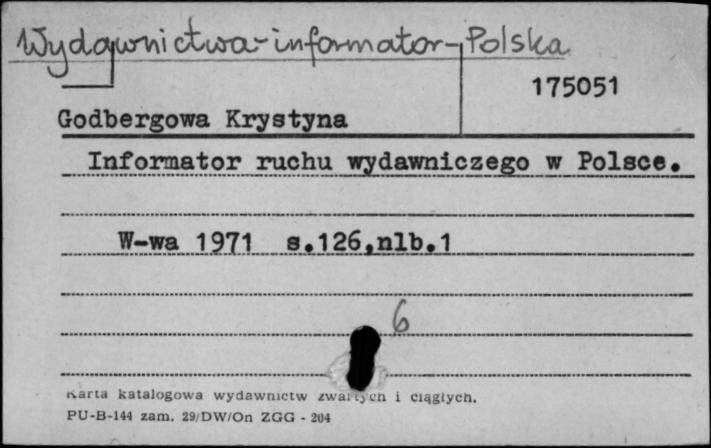 Wydawnictwa-informator-Polska
175051
Godbergowa Krystyna
Informator ruchu wydawniczego w Polsce.
W-wa 1971 s.126,nlb.1
6
Karta katalogowa wydawnictw zwartych i ciągłych.
PU-B-144 zam. 29/DW/On ZGG - 204